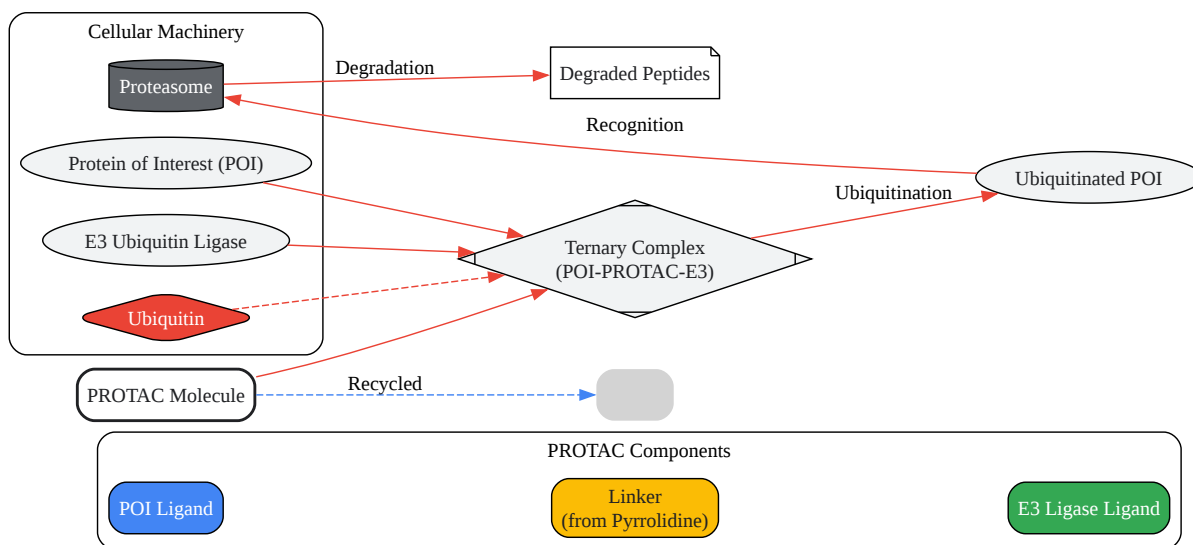 Cellular Machinery
Proteasome
Degradation
Degraded Peptides
Recognition
Protein of Interest (POI)
Ubiquitinated POI
Ubiquitination
E3 Ubiquitin Ligase
Ternary Complex
(POI-PROTAC-E3)
Ubiquitin
PROTAC Molecule
Recycled
PROTAC Components
POI Ligand
Linker
(from Pyrrolidine)
E3 Ligase Ligand